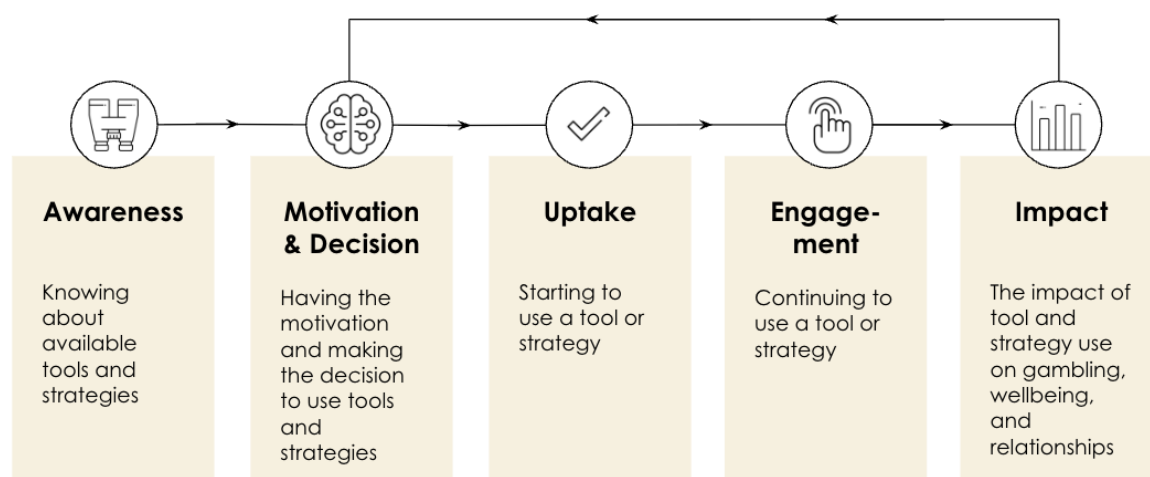 Awareness
Knowing
about
available
tools and
strategies
Motivation
& Decision
Having the
motivation
and making
the decision
to use tools
and
strategies
Uptake
Starting to
use a tool or
strategy
Engage-
ment
Continuing to
use a tool or
strategy
Impact
The impact of
tool and
strategy use
on gambling,
wellbeing,
and
relationships